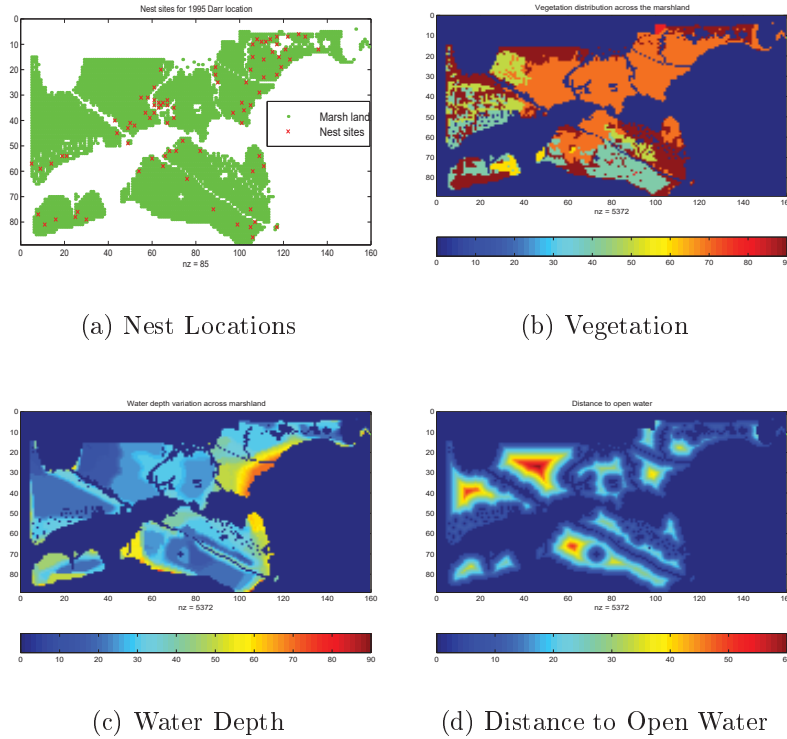 Nest sites for 1995 Darr location
0
10
20
30
40
50
60
70
80
Marsh land
Nest sites
0 20 40 60 80 100 120 140 160
nz = 85
(a) Nest Locations
Vegetation distribution across the marshland
0
10
20
30
40
50
60
70
80
0 20 40 60 80 100 120 140 160
nz = 5372
0 10 20 30 40 50 60 70 80 90
(b) Vegetation
Water depth variation across marshland
0
10
20
30
40
50
60
70
80
0 20 40 60 80 100 120 140 160
nz = 5372
0 10 20 30 40 50 60 70 80 90
(c) Water Depth
Distance to open water
0
10
20
30
40
50
60
70
80
0 20 40 60 80 100 120 140 160
nz = 5372
0 10 20 30 40 50 60
(d) Distance to Open Water